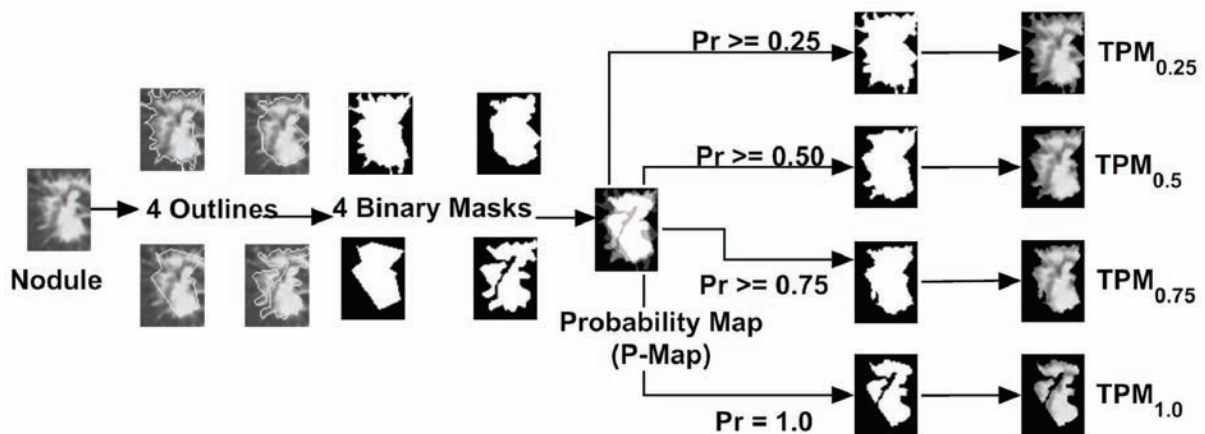 Nodule
4 Outlines
4 Binary Masks
Probability Map
(P-Map)
Pr >= 0.25
TPM0.25
Pr >= 0.50
TPM0.5
Pr >= 0.75
TPM0.75
Pr = 1.0
TPM1.0